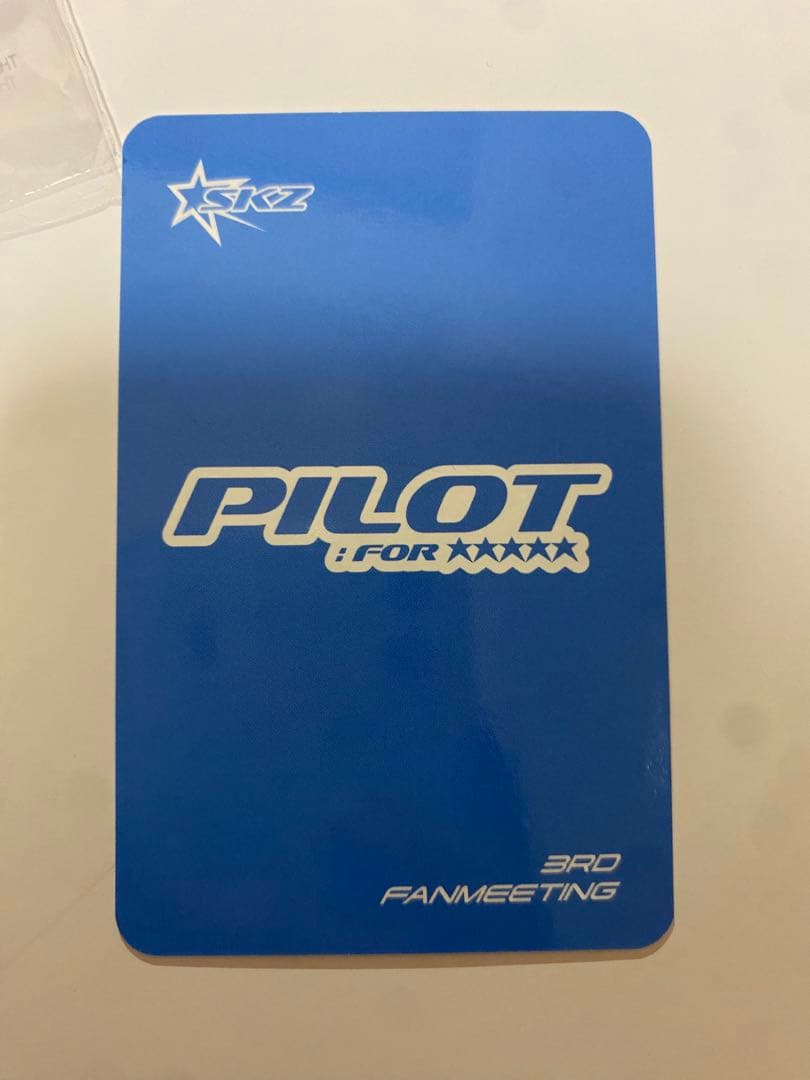 SKZ
PILOT
: FOR ★★★★★
3RD
FANMEETING